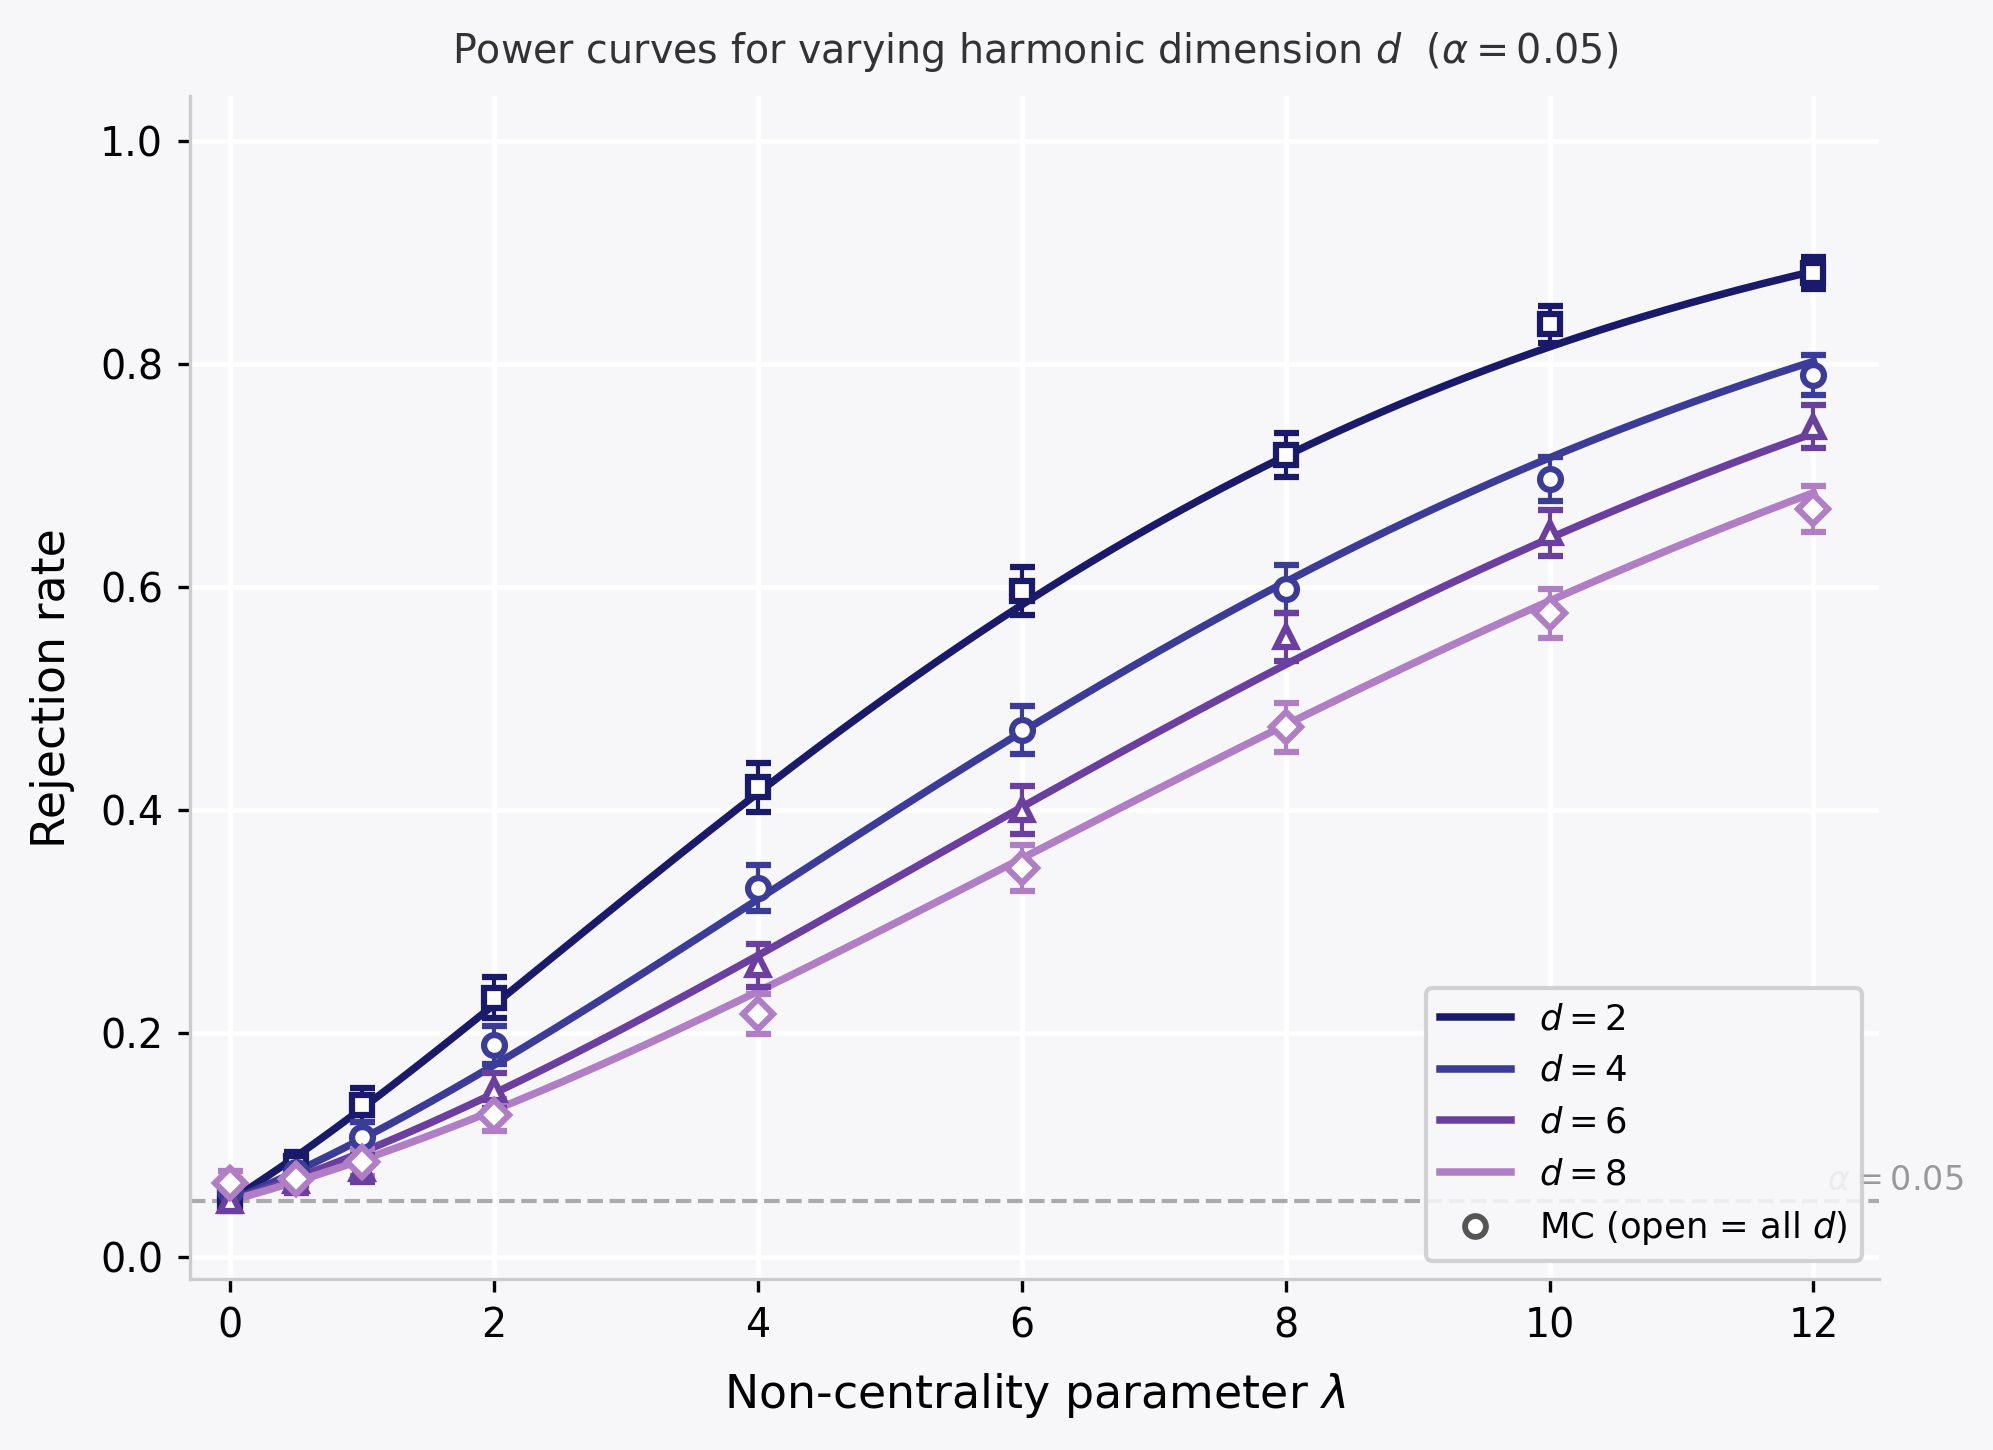 Power curves for varying harmonic dimension d (α = 0.05)
1.0
0.8
0.6
0.4
0.2
0.0
Rejection rate
d = 2
d = 4
d = 6
d = 8
MC (open = all d)
α = 0.05
0 2 4 6 8 10 12
Non-centrality parameter λ